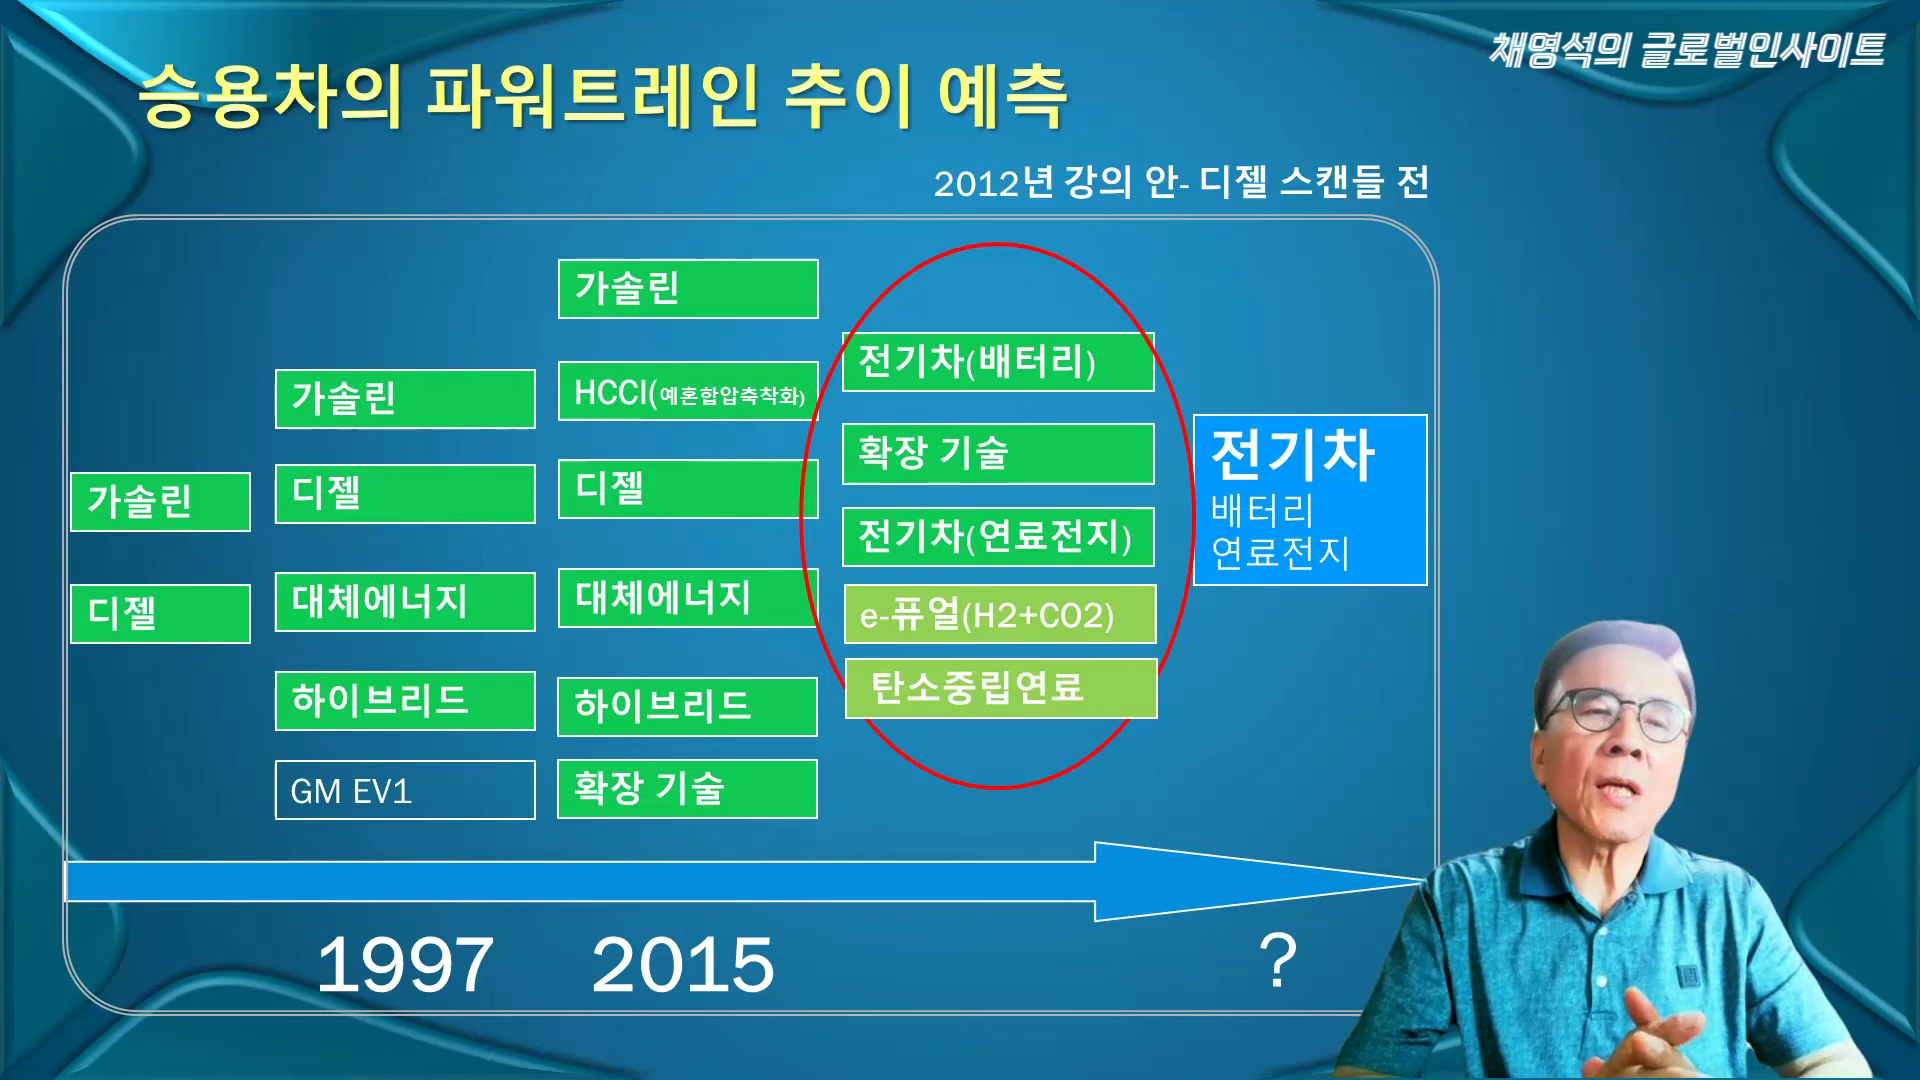 채영석의 글로벌인사이트
승용차의 파워트레인 추이 예측
2012년 강의 안- 디젤 스캔들 전
가솔린
디젤
가솔린
디젤
대체에너지
하이브리드
GM EV1
가솔린
HCCI(예혼합압축착화)
디젤
대체에너지
하이브리드
확장 기술
전기차(배터리)
확장 기술
전기차(연료전지)
e-퓨얼(H2+CO2)
탄소중립연료
전기차
배터리
연료전지
1997
2015
?